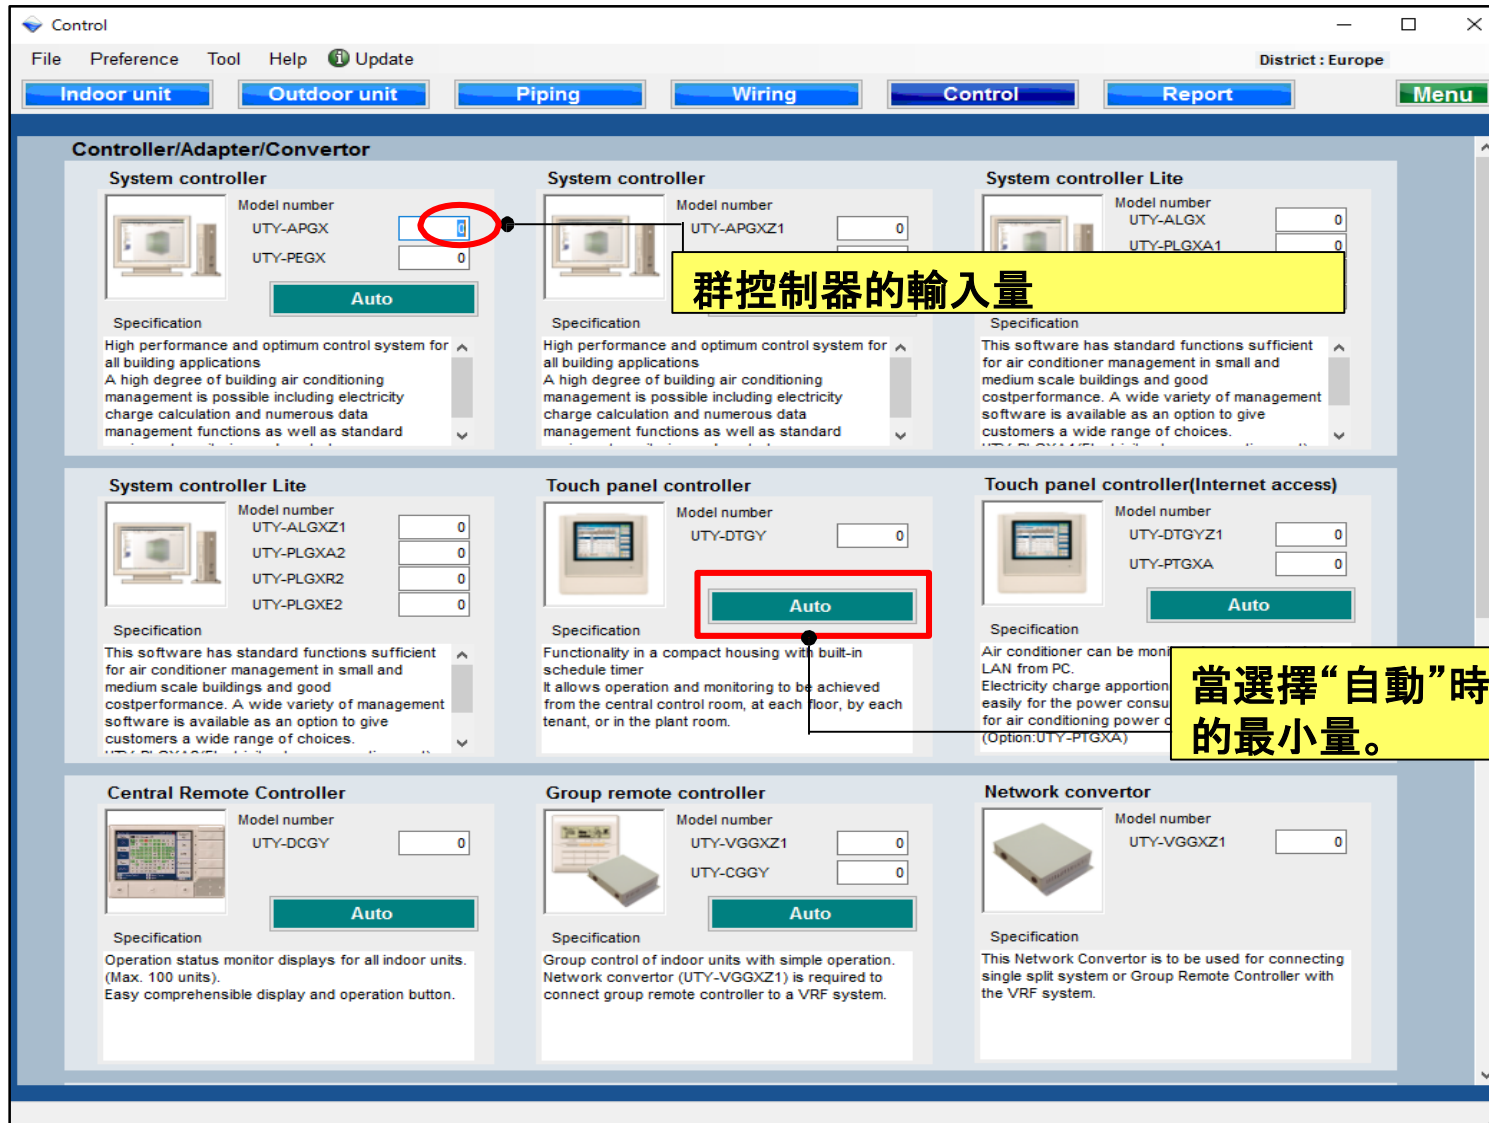 Control
File Preference Tool Help Update
District : Europe
Indoor unit Outdoor unit Piping Wiring Control Report Menu
Controller/Adapter/Convertor
System controller
Model number
UTY-APGX 0
UTY-PEGX 0
Auto
Specification
High performance and optimum control system for
all building applications
A high degree of building air conditioning
management is possible including electricity
charge calculation and numerous data
management functions as well as standard
System controller
Model number
UTY-APGXZ1 0
Specification
High performance and optimum control system for
all building applications
A high degree of building air conditioning
management is possible including electricity
charge calculation and numerous data
management functions as well as standard
System controller Lite
Model number
UTY-ALGX 0
UTY-PLGXA1 0
Specification
This software has standard functions sufficient
for air conditioner management in small and
medium scale buildings and good
costperformance. A wide variety of management
software is available as an option to give
customers a wide range of choices.
群控制器的輸入量
System controller Lite
Model number
UTY-ALGXZ1 0
UTY-PLGXA2 0
UTY-PLGXR2 0
UTY-PLGXE2 0
Specification
This software has standard functions sufficient
for air conditioner management in small and
medium scale buildings and good
costperformance. A wide variety of management
software is available as an option to give
customers a wide range of choices.
Touch panel controller
Model number
UTY-DTGY 0
Auto
Specification
Functionality in a compact housing with built-in
schedule timer
It allows operation and monitoring to be achieved
from the central control room, at each floor, by each
tenant, or in the plant room.
Touch panel controller(Internet access)
Model number
UTY-DTGYZ1 0
UTY-PTGXA 0
Auto
Specification
Air conditioner can be moni
LAN from PC.
Electricity charge apportion
easily for the power consu
for air conditioning power
(Option:UTY-PTGXA)
當選擇“自動”時
的最小量。
Central Remote Controller
Model number
UTY-DCGY 0
Auto
Specification
Operation status monitor displays for all indoor units.
(Max. 100 units).
Easy comprehensible display and operation button.
Group remote controller
Model number
UTY-VGGXZ1 0
UTY-CGGY 0
Auto
Specification
Group control of indoor units with simple operation.
Network convertor (UTY-VGGXZ1) is required to
connect group remote controller to a VRF system.
Network convertor
Model number
UTY-VGGXZ1 0
Specification
This Network Convertor is to be used for connecting
single split system or Group Remote Controller with
the VRF system.